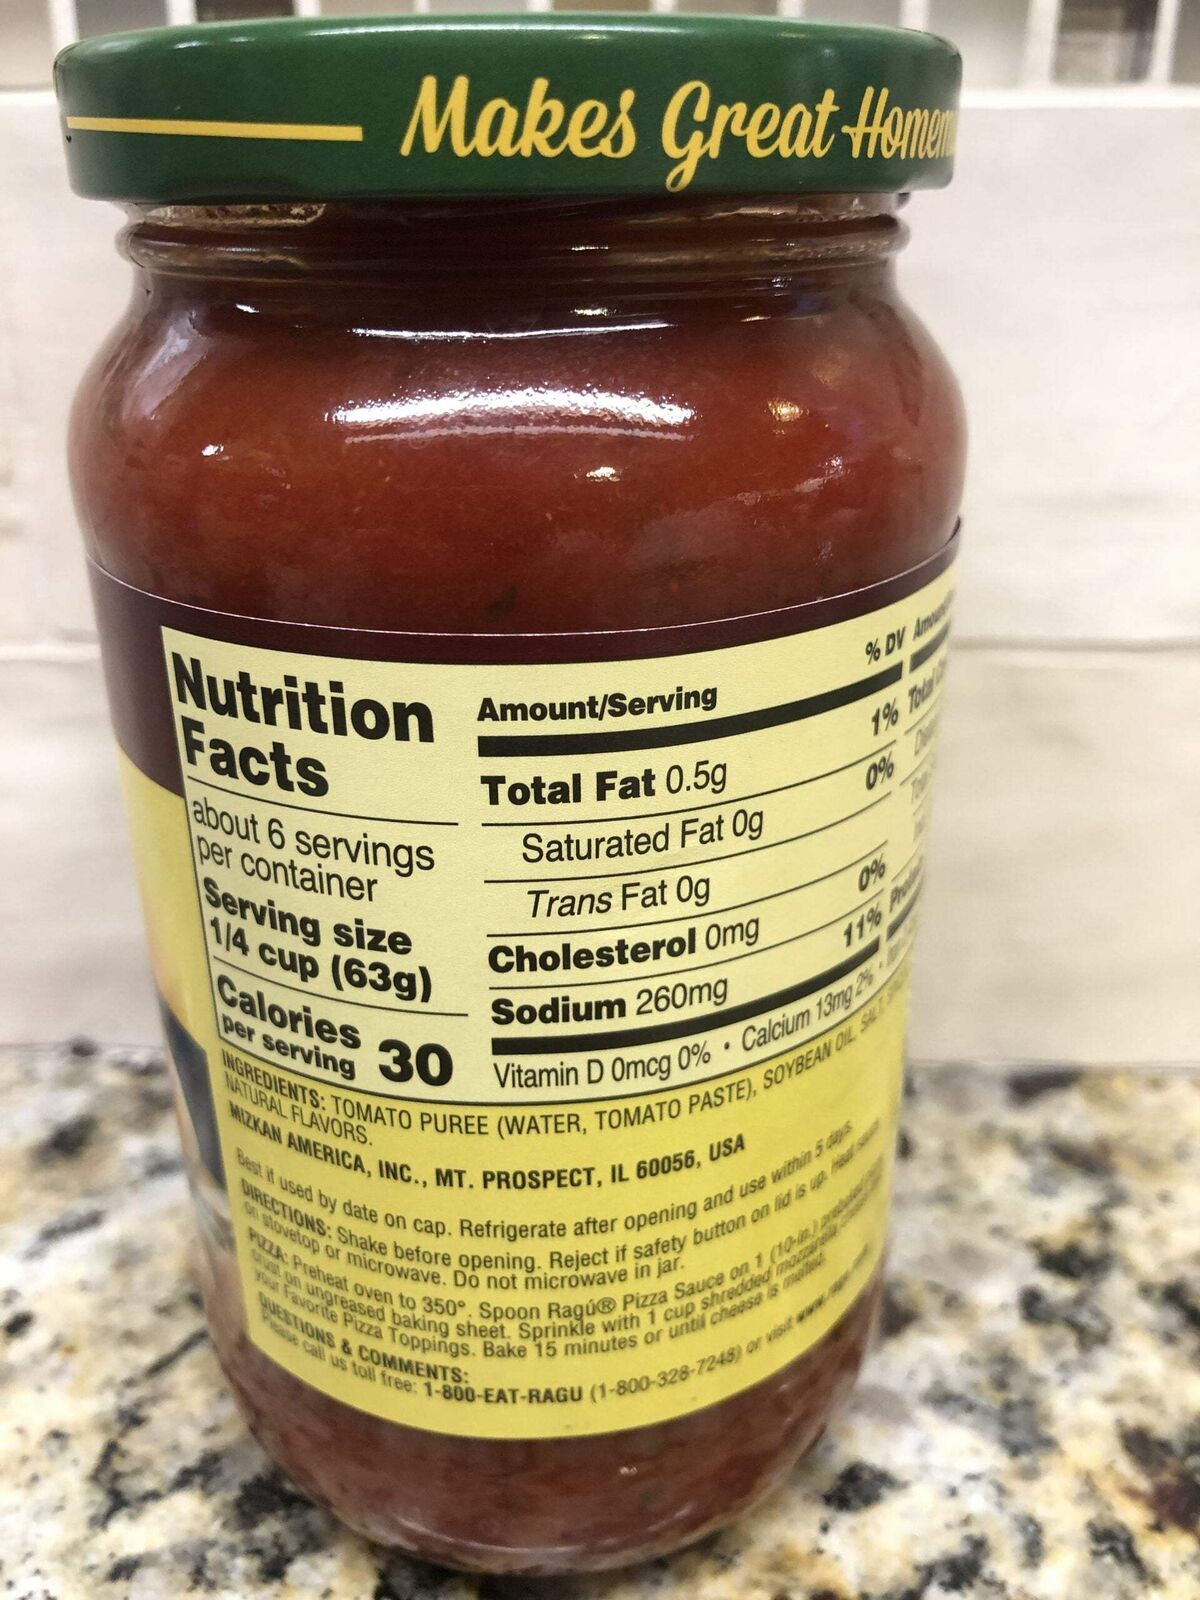 Makes Great Homem
Nutrition
Facts
about 6 servings
per container
Serving size
1/4 cup (63g)
Calories 30
per serving
Amount/Serving % DV
Total Fat 0.5g 1%
Saturated Fat 0g 0%
Trans Fat 0g
Cholesterol 0mg 0%
Sodium 260mg 11%
Vitamin D 0mcg 0% • Calcium 13mg 2% •
Total
INGREDIENTS: TOMATO PUREE (WATER, TOMATO PASTE), SOYBEAN OIL, SALT,
NATURAL FLAVORS.
MIZKAN AMERICA, INC., MT. PROSPECT, IL 60056, USA
Best if used by date on cap. Refrigerate after opening and use within 5 days.
DIRECTIONS: Shake before opening. Reject if safety button on lid is up. Heat sauce
on stovetop or microwave. Do not microwave in jar.
PIZZA: Preheat oven to 350°. Spoon Ragú® Pizza Sauce on 1 (10-in.) prebaked
crust on ungreased baking sheet. Sprinkle with 1 cup shredded mozzarella
your Favorite Pizza Toppings. Bake 15 minutes or until cheese is melted.
QUESTIONS & COMMENTS:
Please call us toll free: 1-800-EAT-RAGU (1-800-328-7248) or visit